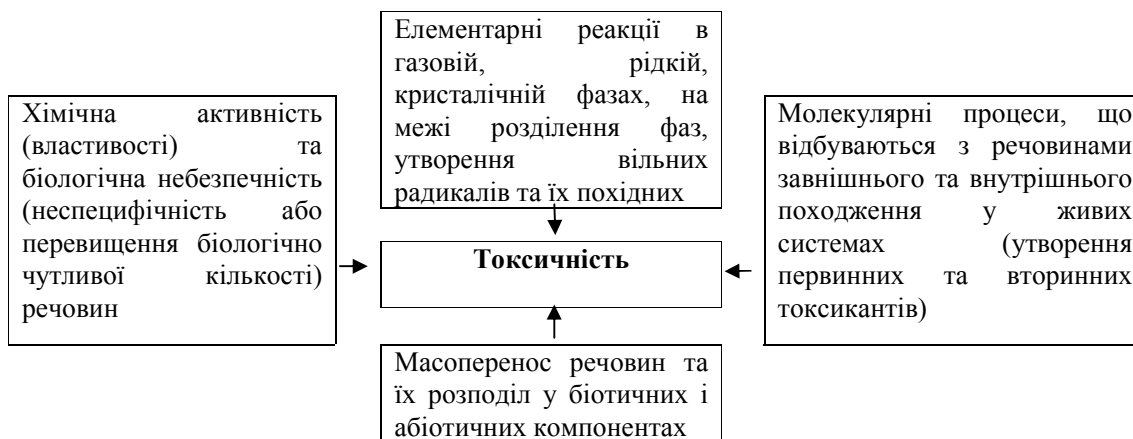 Елементарні реакції в
газовій, рідкій,
кристалічній фазах, на
межі розділення фаз,
утворення вільних
радикалів та їх похідних
Хімічна активність
(властивості) та
біологічна небезпечність
(неспецифічність або
перевищення біологічно
чутливої кількості)
речовин
Токсичність
Молекулярні процеси, що
відбуваються з речовинами
завнішнього та внутрішнього
походження у живих
системах (утворення
первинних та вторинних
токсикантів)
Масоперенос речовин та
їх розподіл у біотичних і
абіотичних компонентах